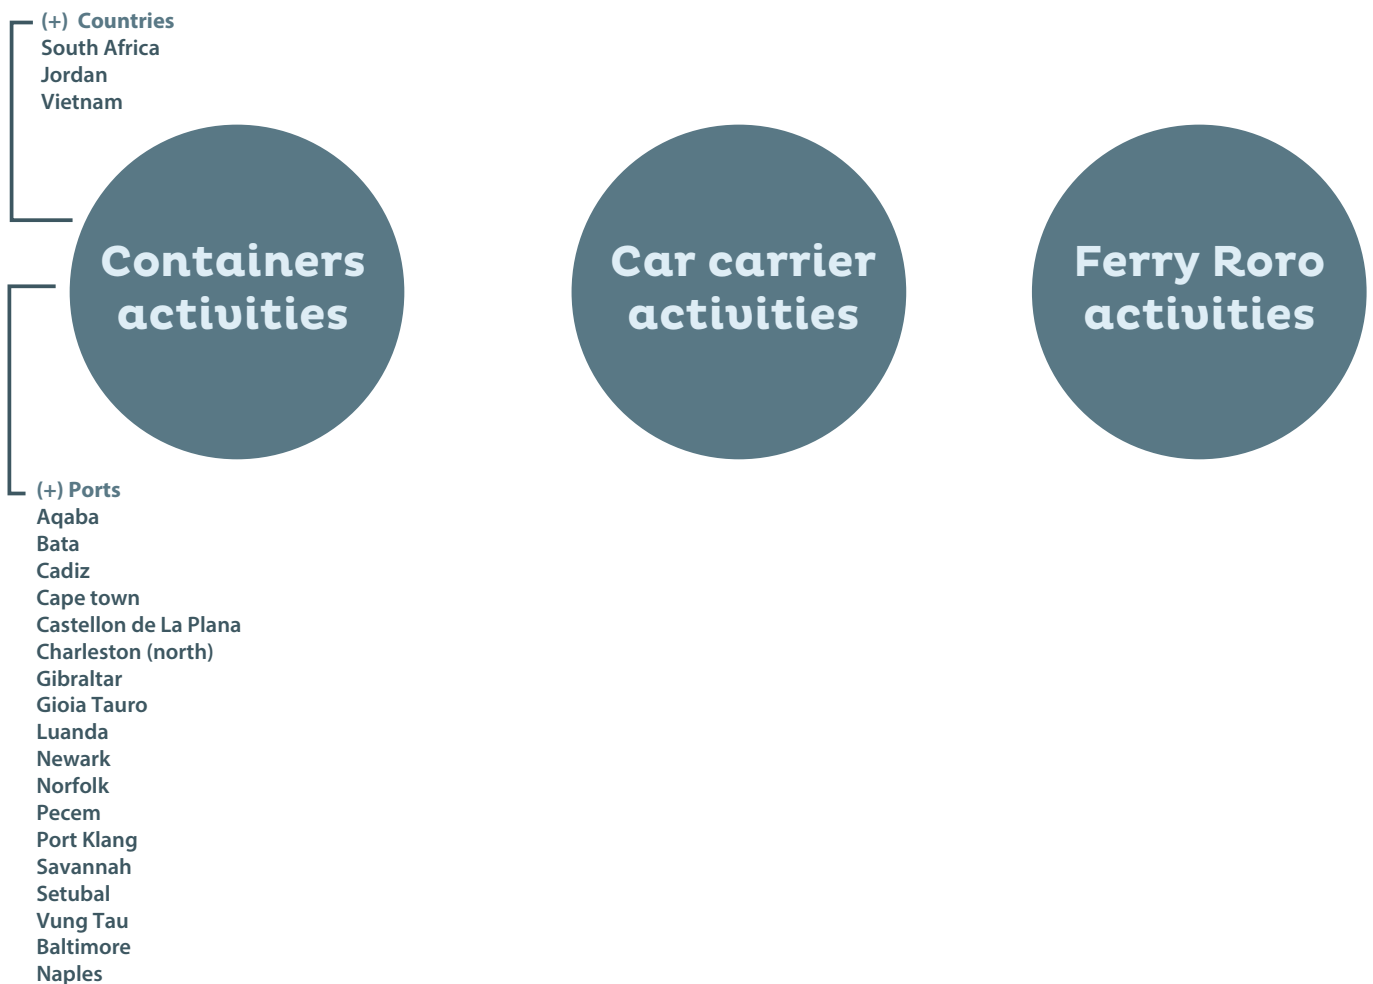 (+) Countries
South Africa
Jordan
Vietnam
Containers
activities
Car carrier
activities
Ferry Roro
activities
(+) Ports
Aqaba
Bata
Cadiz
Cape town
Castellon de La Plana
Charleston (north)
Gibraltar
Gioia Tauro
Luanda
Newark
Norfolk
Pecem
Port Klang
Savannah
Setubal
Vung Tau
Baltimore
Naples